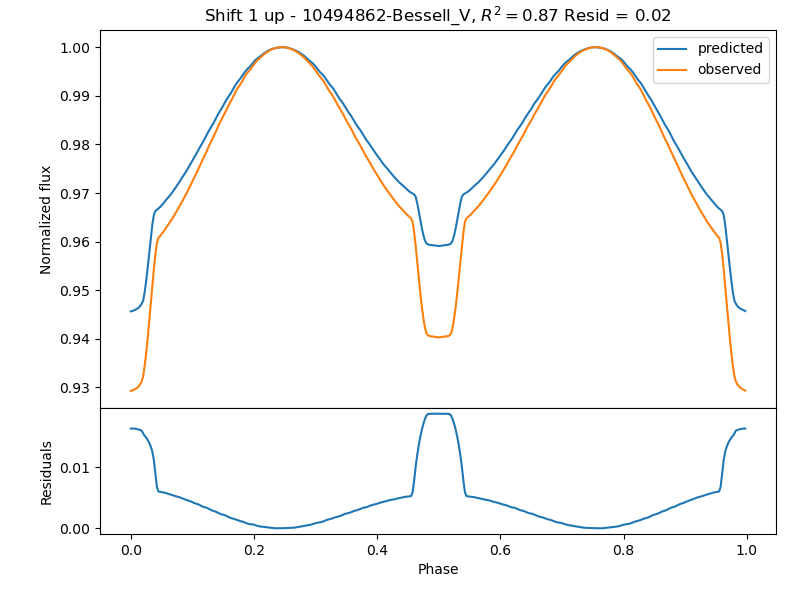 Shift 1 up - 10494862-Bessell_V, R² = 0.87 Resid = 0.02
predicted
observed
Normalized flux
1.00
0.99
0.98
0.97
0.96
0.95
0.94
0.93
Residuals
0.01
0.00
0.0 0.2 0.4 0.6 0.8 1.0
Phase